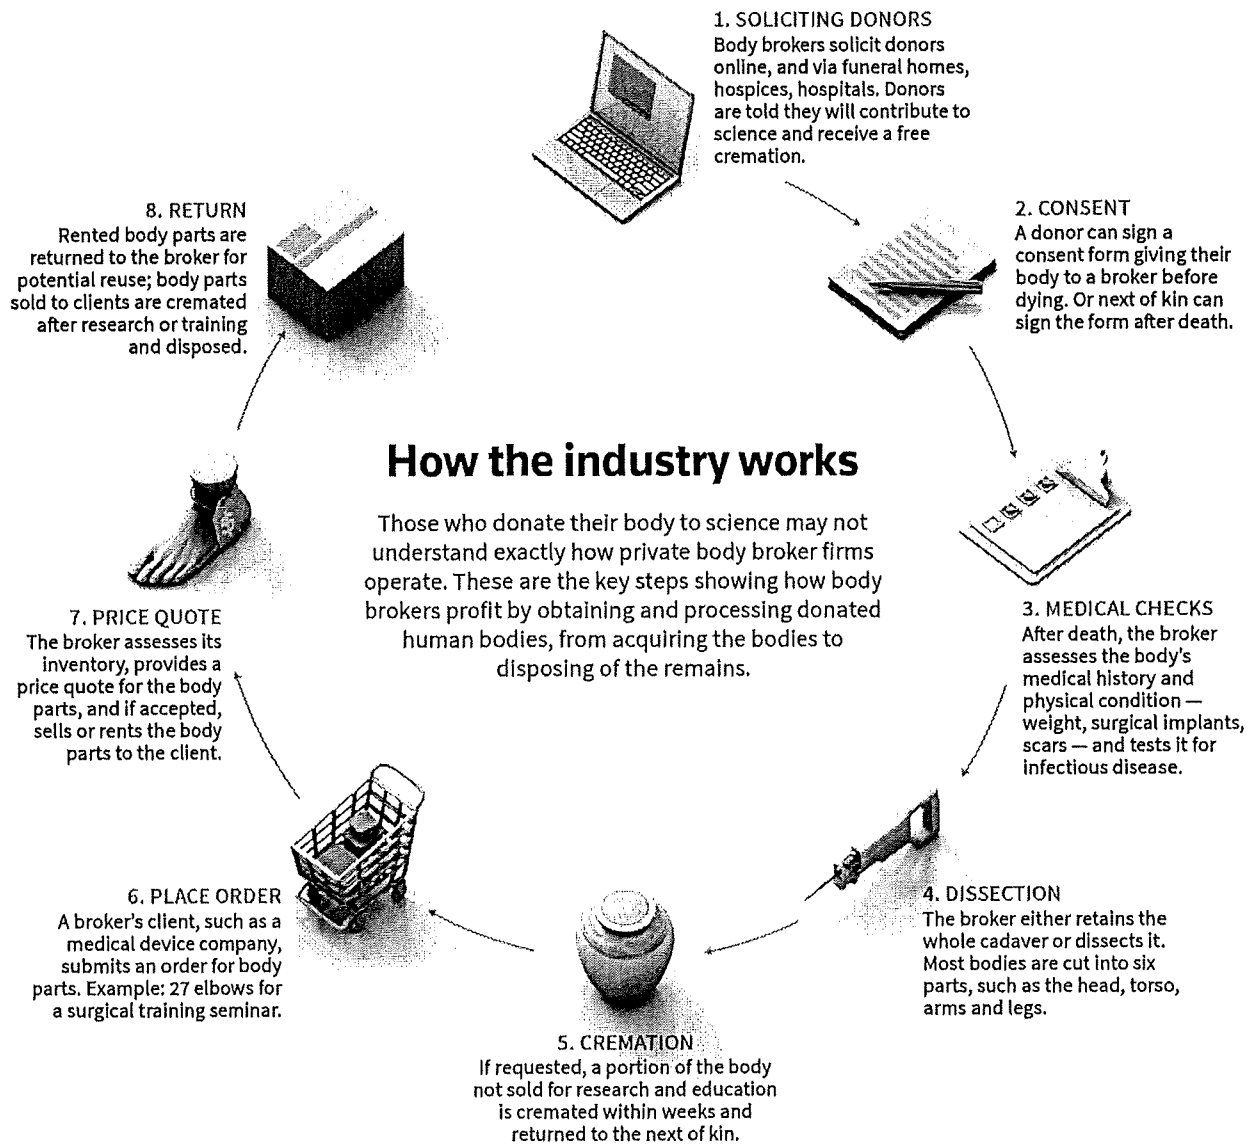 1. SOLICITING DONORS
Body brokers solicit donors
online, and via funeral homes,
hospices, hospitals. Donors
are told they will contribute to
science and receive a free
cremation.
2. CONSENT
A donor can sign a
consent form giving their
body to a broker before
dying. Or next of kin can
sign the form after death.
8. RETURN
Rented body parts are
returned to the broker for
potential reuse; body parts
sold to clients are cremated
after research or training
and disposed.
How the industry works
Those who donate their body to science may not
understand exactly how private body broker firms
operate. These are the key steps showing how body
brokers profit by obtaining and processing donated
human bodies, from acquiring the bodies to
disposing of the remains.
3. MEDICAL CHECKS
After death, the broker
assesses the body's
medical history and
physical condition —
weight, surgical implants,
scars — and tests it for
infectious disease.
7. PRICE QUOTE
The broker assesses its
inventory, provides a
price quote for the body
parts, and if accepted,
sells or rents the body
parts to the client.
4. DISSECTION
The broker either retains the
whole cadaver or dissects it.
Most bodies are cut into six
parts, such as the head, torso,
arms and legs.
6. PLACE ORDER
A broker's client, such as a
medical device company,
submits an order for body
parts. Example: 27 elbows for
a surgical training seminar.
5. CREMATION
If requested, a portion of the body
not sold for research and education
is cremated within weeks and
returned to the next of kin.